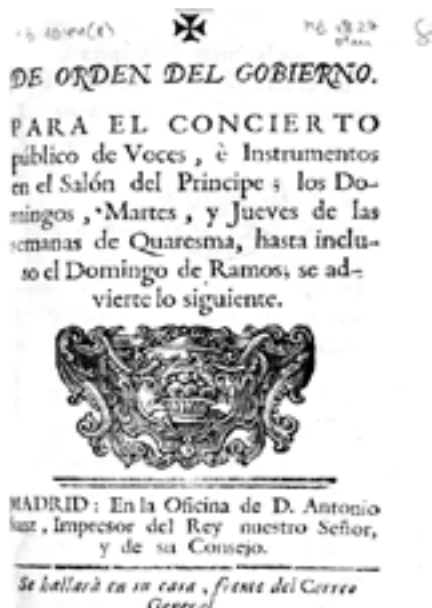 DE ORDEN DEL GOBIERNO.
PARA EL CONCIERTO
público de Voces, è Instrumentos
en el Salón del Principe; los Do-
mingos, Martes, y Jueves de las
semanas de Quaresma, hasta inclu-
so el Domingo de Ramos; se ad-
vierte lo siguiente.
MADRID: En la Oficina de D. Antonio
Sanz, Impresor del Rey nuestro Señor,
y de su Consejo.
Se hallarà en su casa, frente del Correo
General